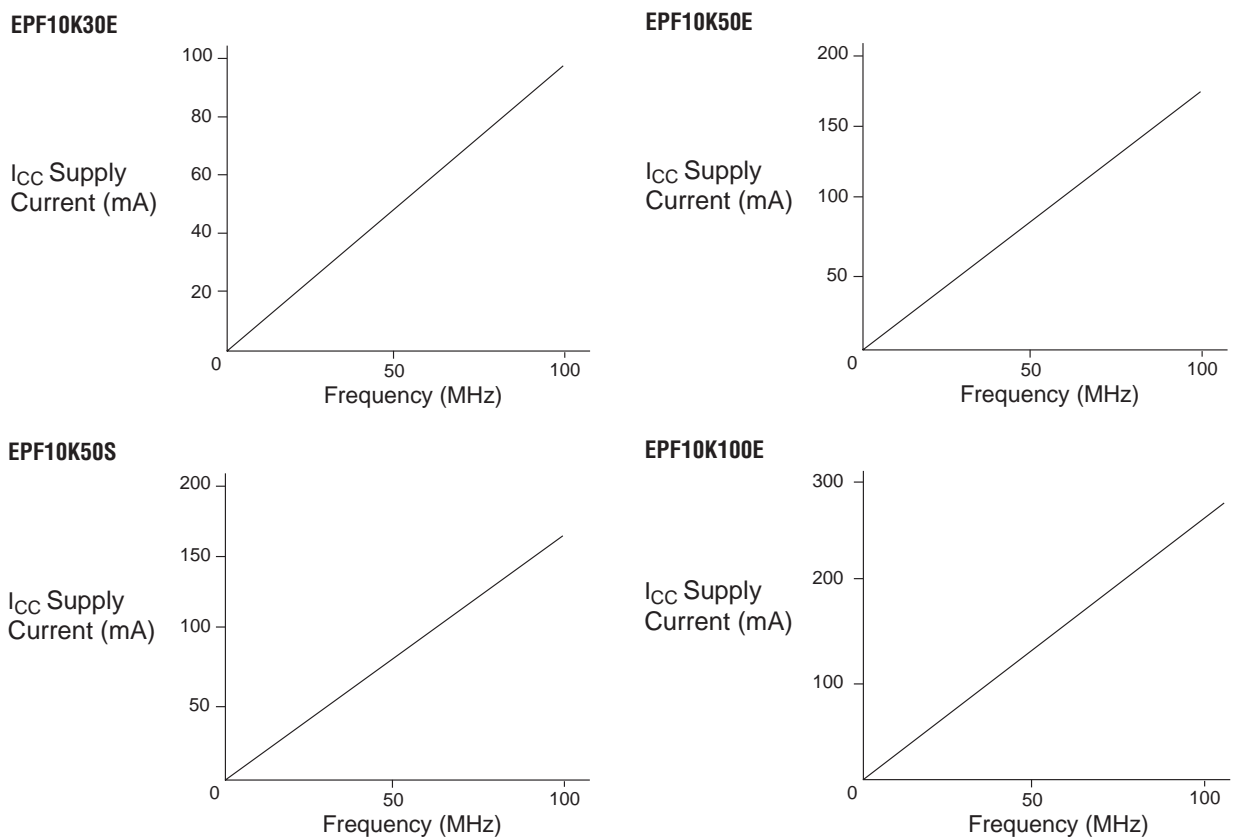 EPF10K30E
100
80
60
40
20
0
50
100
I_CC Supply
Current (mA)
Frequency (MHz)
EPF10K50E
200
150
100
50
0
50
100
I_CC Supply
Current (mA)
Frequency (MHz)
EPF10K50S
200
150
100
50
0
50
100
I_CC Supply
Current (mA)
Frequency (MHz)
EPF10K100E
300
200
100
0
50
100
I_CC Supply
Current (mA)
Frequency (MHz)